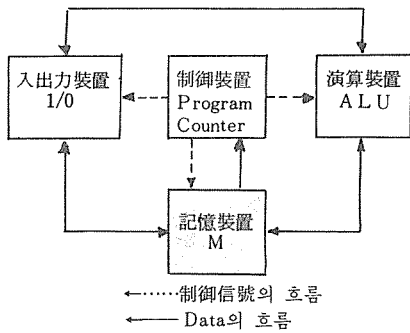 入出力裝置
1/0
制御裝置
Program
Counter
演算裝置
ALU
記憶裝置
M
制御信號의 흐름
Data의 흐름